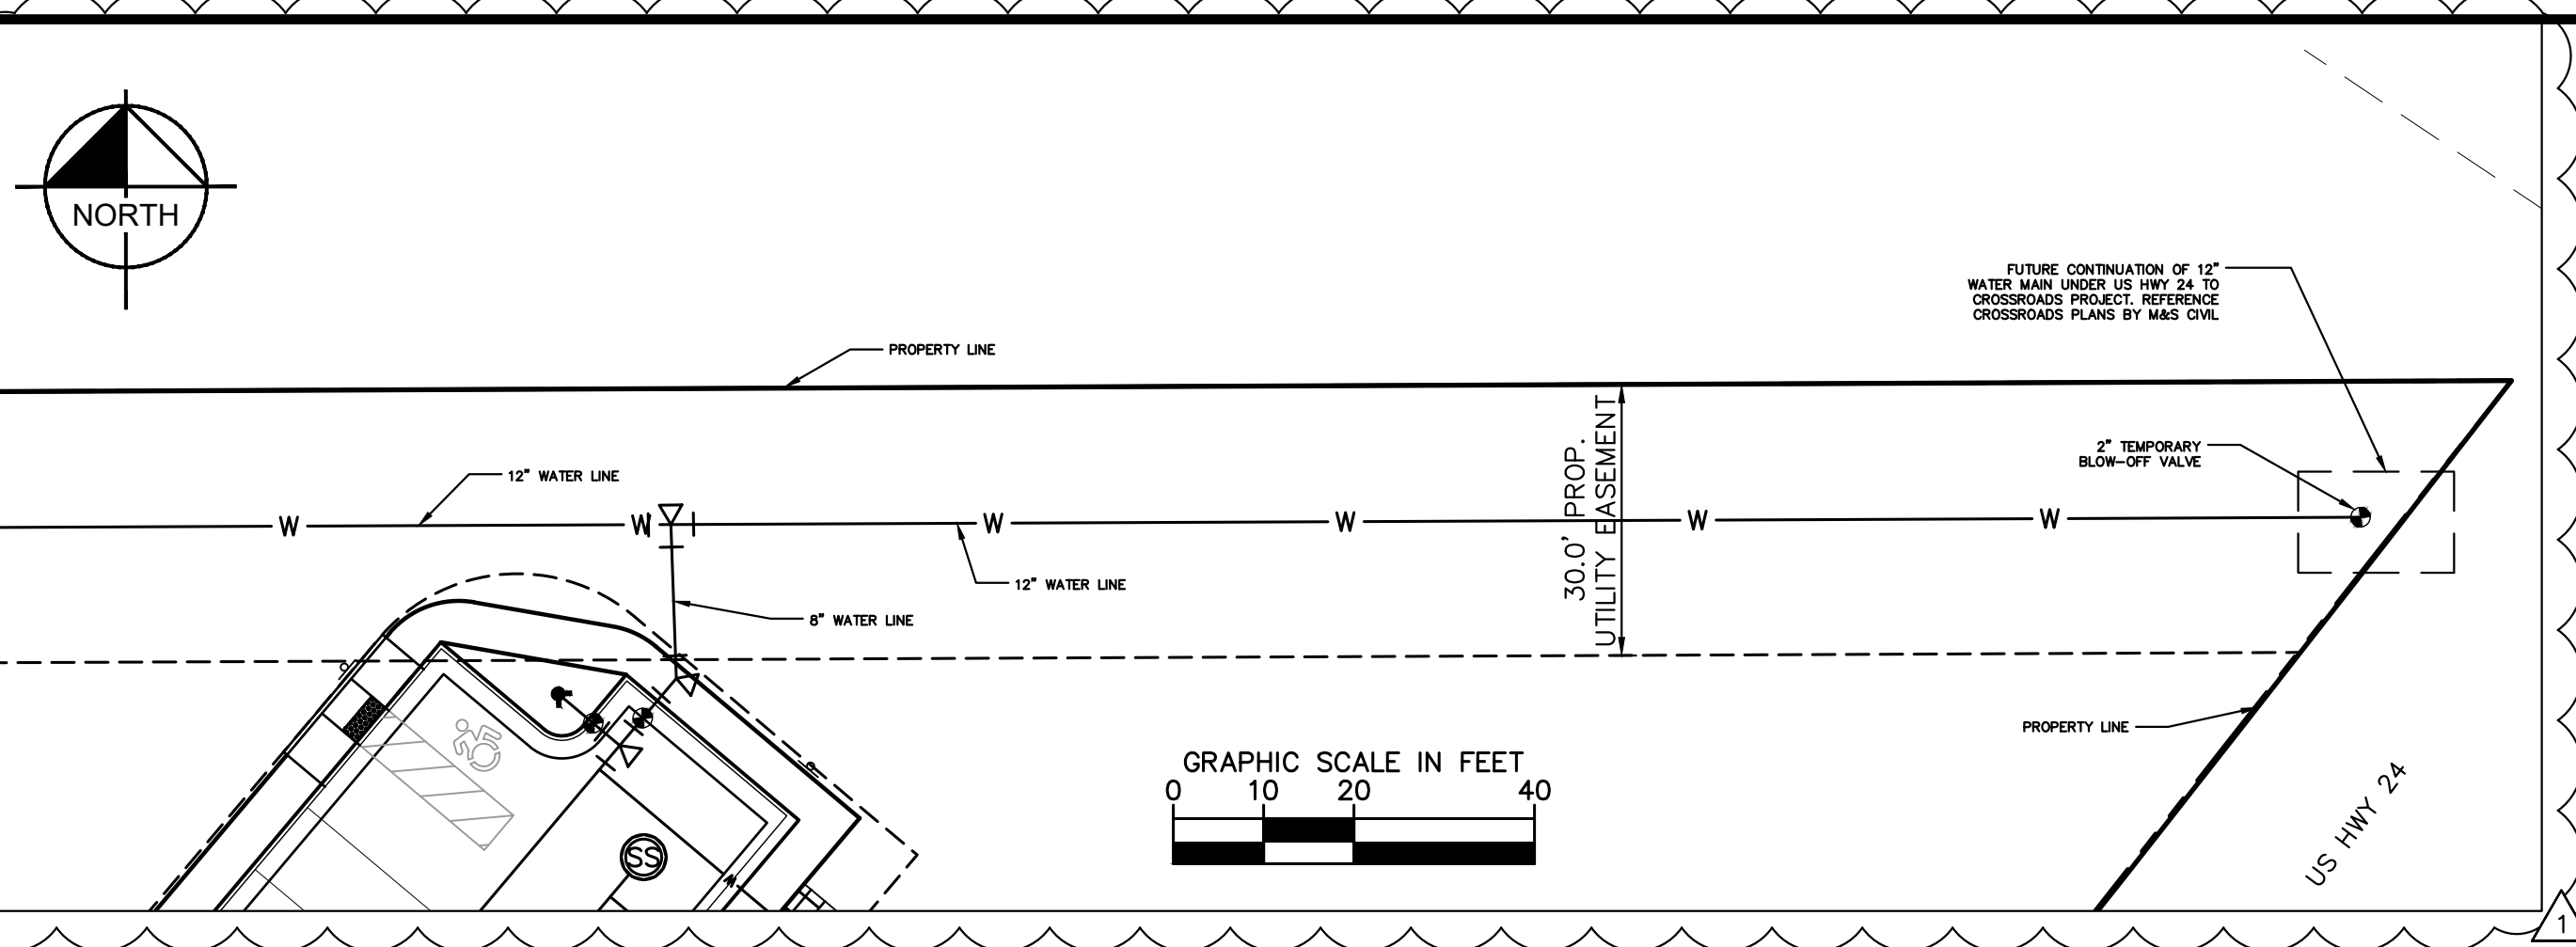 NORTH
FUTURE CONTINUATION OF 12"
WATER MAIN UNDER US HWY 24 TO
CROSSROADS PROJECT. REFERENCE
CROSSROADS PLANS BY M&S CIVIL
PROPERTY LINE
2" TEMPORARY
BLOW-OFF VALVE
12" WATER LINE
W
W
W
W
W
W
30.0' PROP.
UTILITY EASEMENT
12" WATER LINE
8" WATER LINE
PROPERTY LINE
GRAPHIC SCALE IN FEET
0 10 20 40
US HWY 24
SS
1